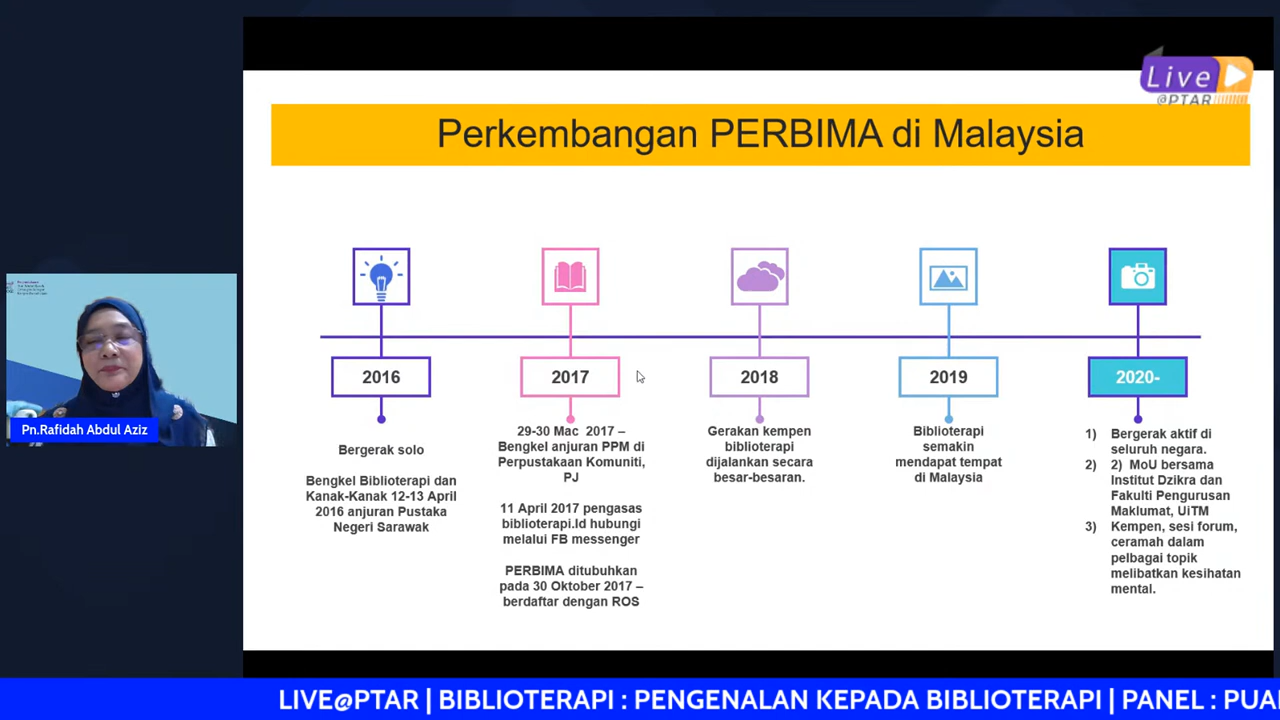 Live
@PTAR
Perkembangan PERBIMA di Malaysia
2016
2017
2018
2019
2020-
Bergerak solo
Bengkel Biblioterapi dan
Kanak-Kanak 12-13 April
2016 anjuran Pustaka
Negeri Sarawak
29-30 Mac 2017 –
Bengkel anjuran PPM di
Perpustakaan Komuniti,
PJ
11 April 2017 pengasas
biblioterapi.Id hubungi
melalui FB messenger
PERBIMA ditubuhkan
pada 30 Oktober 2017 –
berdaftar dengan ROS
Gerakan kempen
biblioterapi
dijalankan secara
besar-besaran.
Biblioterapi
semakin
mendapat tempat
di Malaysia
1) Bergerak aktif di
seluruh negara.
2) 2) MoU bersama
Institut Dzikra dan
Fakulti Pengurusan
Maklumat, UiTM
3) Kempen, sesi forum,
ceramah dalam
pelbagai topik
melibatkan kesihatan
mental.
Pn.Rafidah Abdul Aziz
LIVE@PTAR | BIBLIOTERAPI : PENGENALAN KEPADA BIBLIOTERAPI | PANEL : PUA